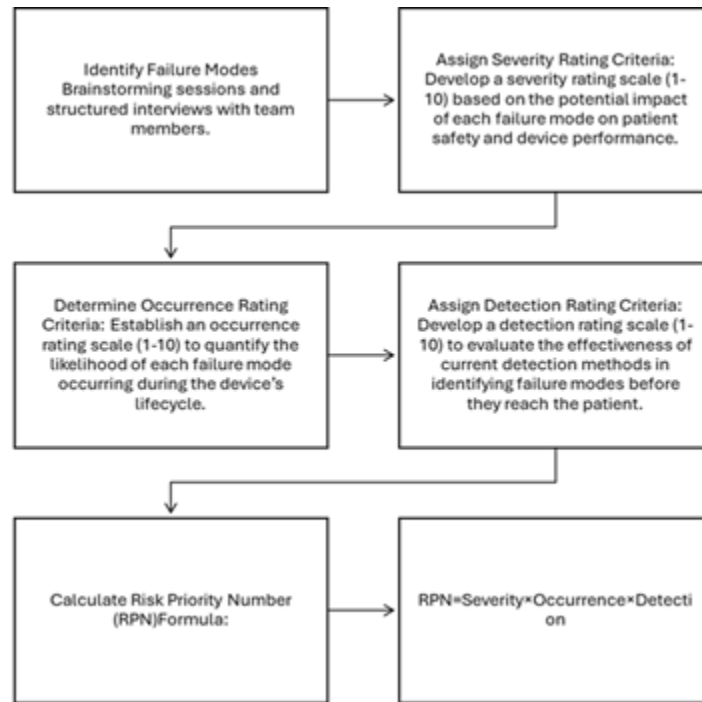 Identify Failure Modes
Brainstorming sessions and
structured interviews with team
members.
Assign Severity Rating Criteria:
Develop a severity rating scale (1-
10) based on the potential impact
of each failure mode on patient
safety and device performance.
Determine Occurrence Rating
Criteria: Establish an occurrence
rating scale (1-10) to quantify the
likelihood of each failure mode
occurring during the device's
lifecycle.
Assign Detection Rating Criteria:
Develop a detection rating scale (1-
10) to evaluate the effectiveness of
current detection methods in
identifying failure modes before
they reach the patient.
Calculate Risk Priority Number
(RPN)Formula:
RPN=Severity×Occurrence×Detecti
on